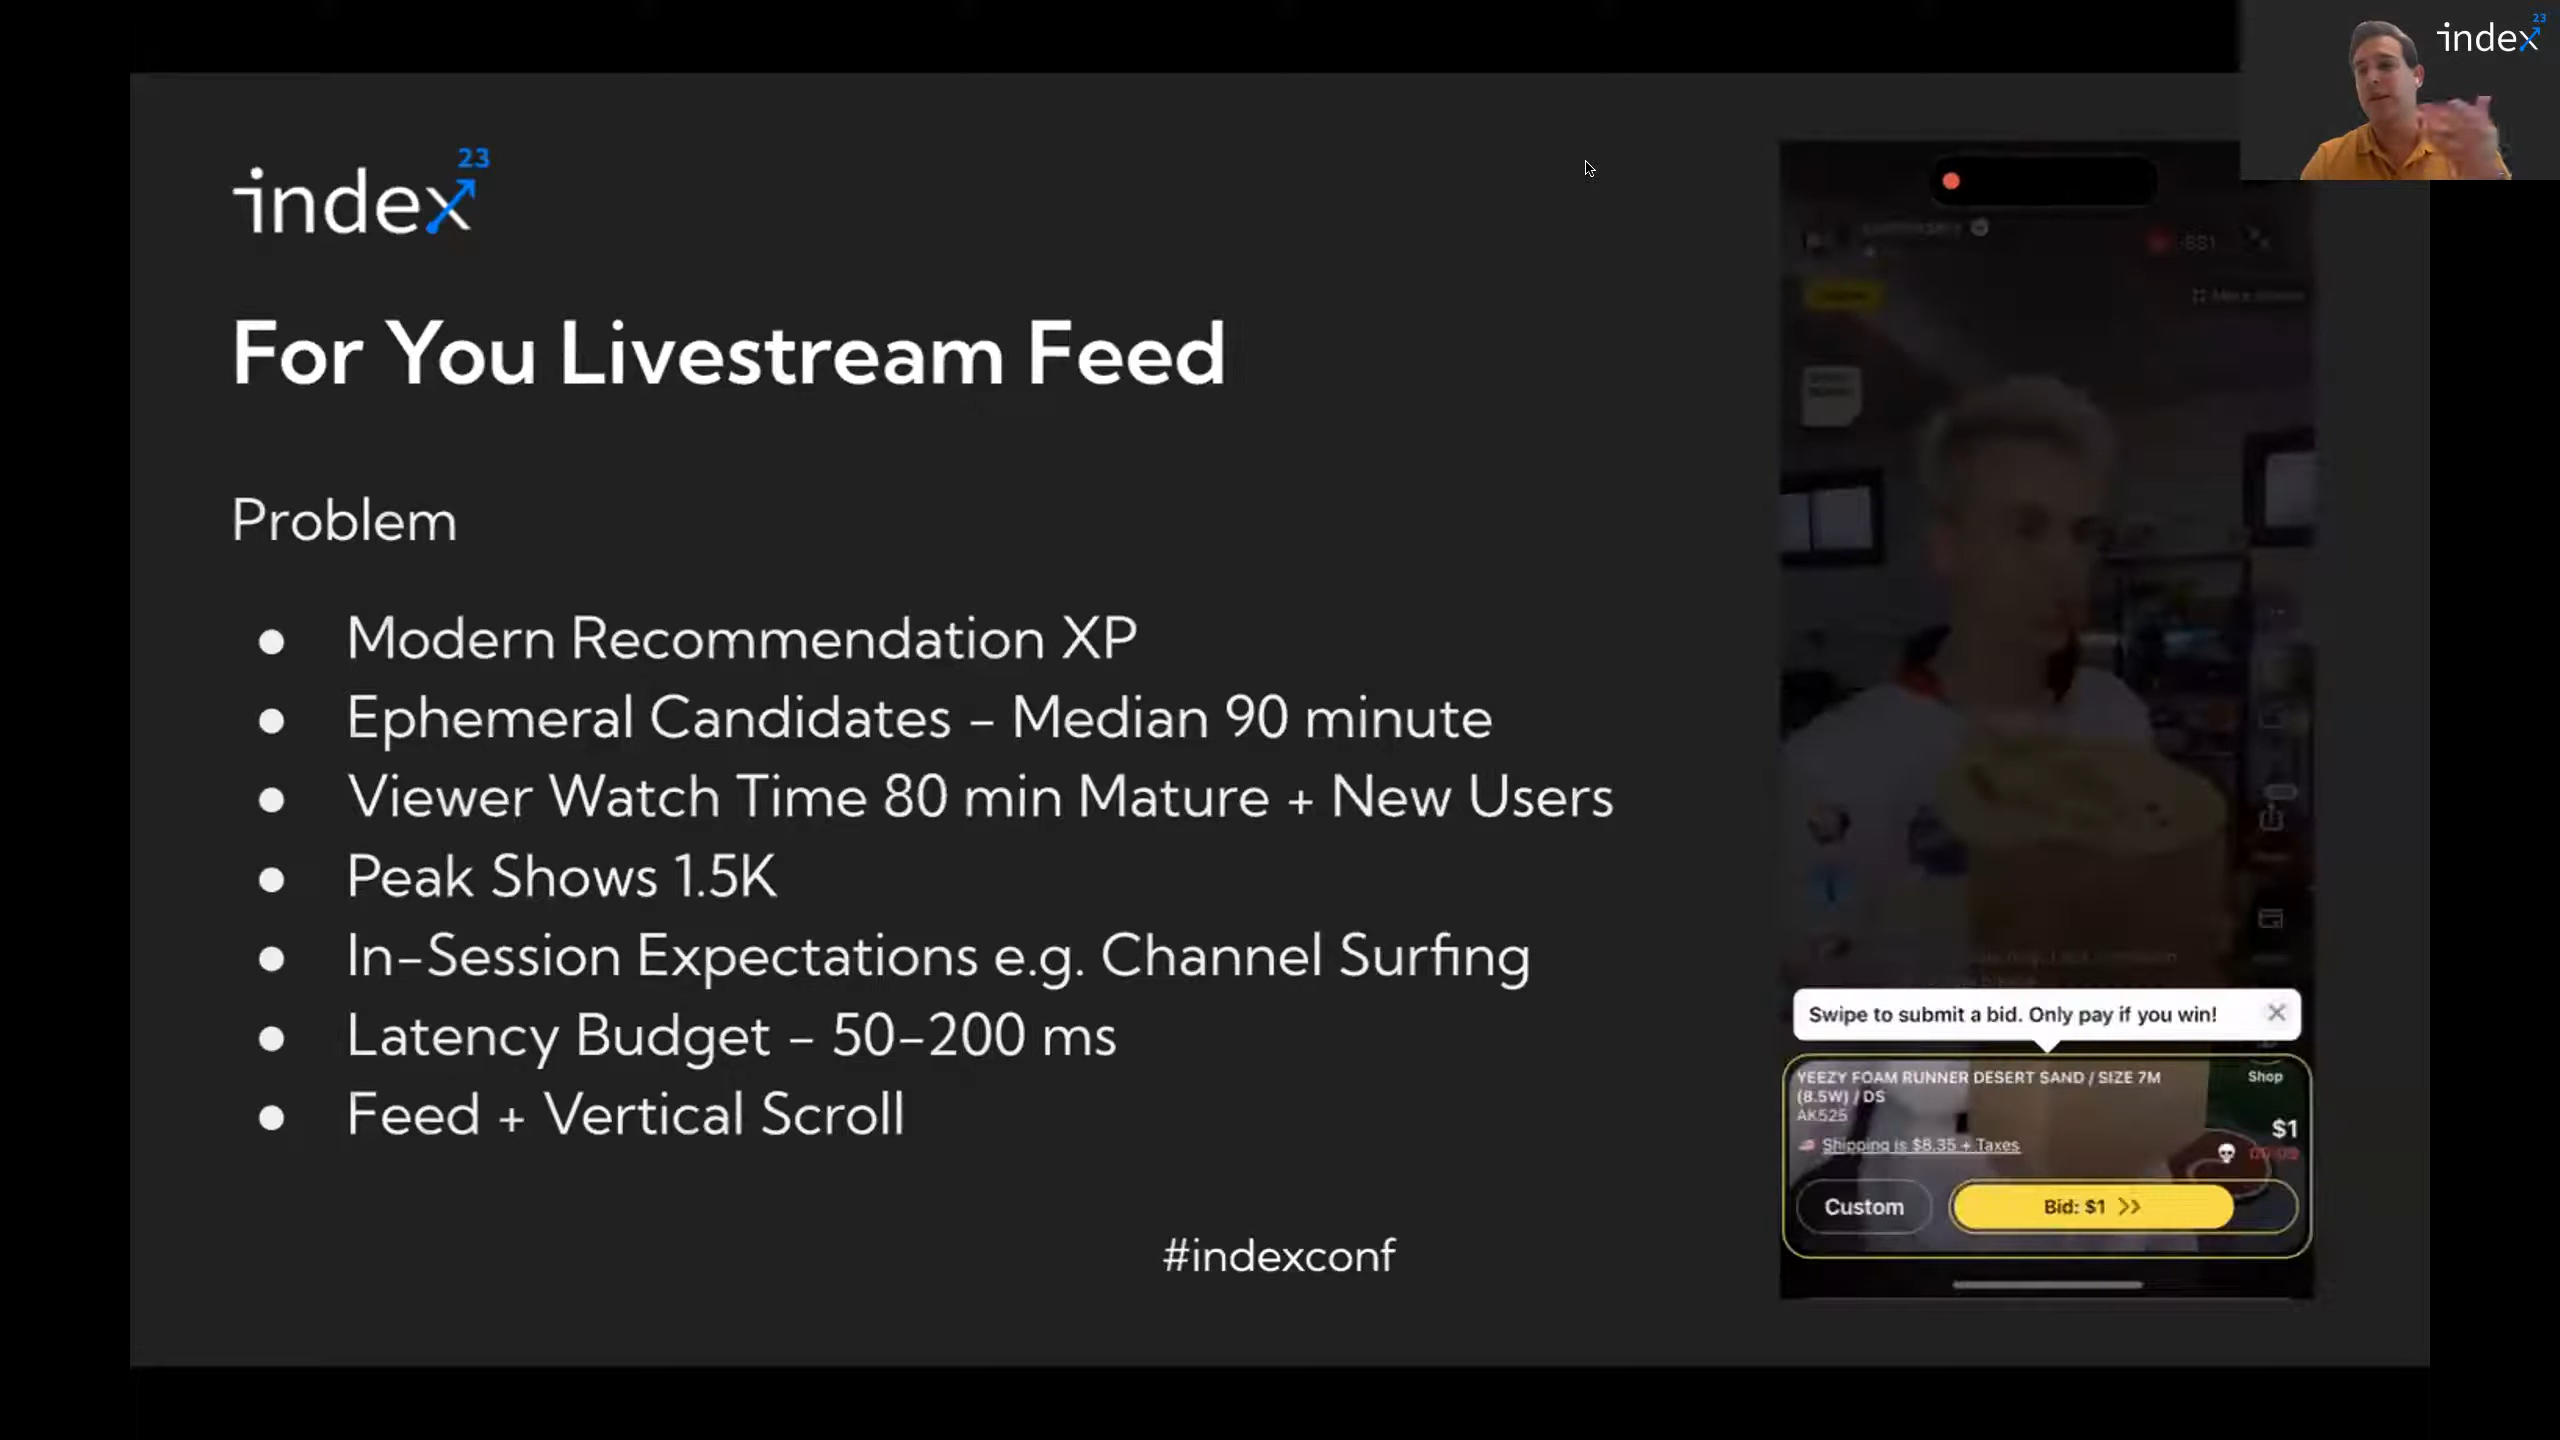 index 23
index 23
For You Livestream Feed
Problem
● Modern Recommendation XP
● Ephemeral Candidates – Median 90 minute
● Viewer Watch Time 80 min Mature + New Users
● Peak Shows 1.5K
● In-Session Expectations e.g. Channel Surfing
● Latency Budget – 50-200 ms
● Feed + Vertical Scroll
#indexconf
Swipe to submit a bid. Only pay if you win!
YEEZY FOAM RUNNER DESERT SAND / SIZE 7M
(8.5W) / DS
AK525
Shipping is $8.35 + Taxes
Shop
$1
Custom
Bid: $1 >>